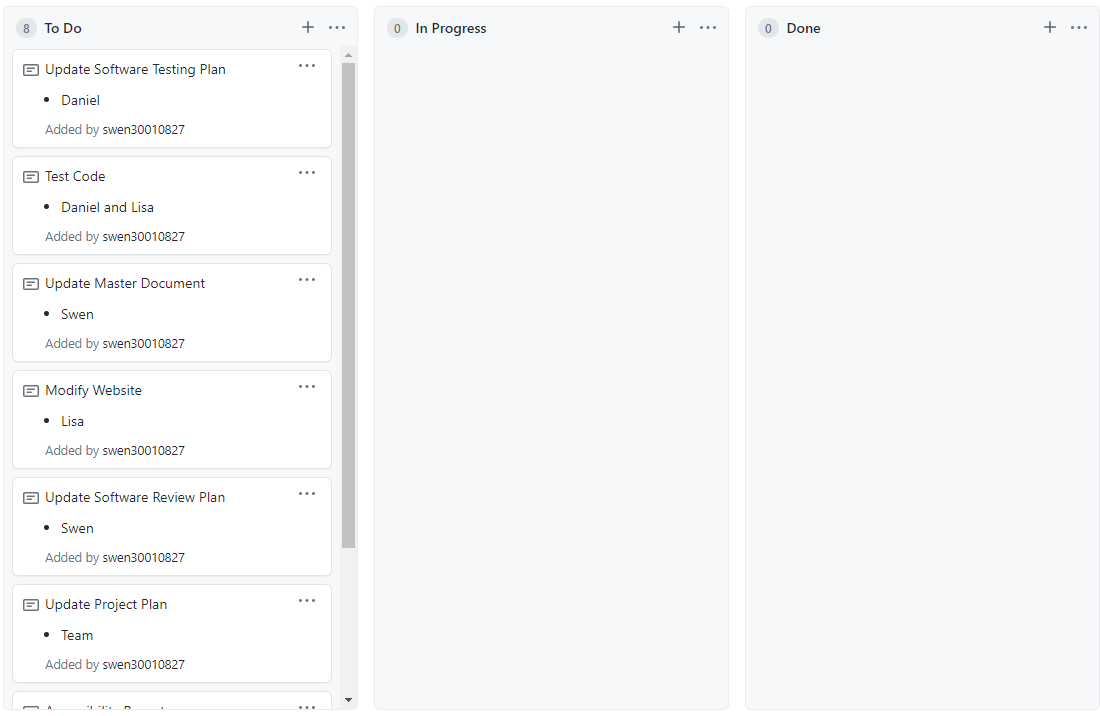 8 To Do
Update Software Testing Plan
Daniel
Added by swen30010827
Test Code
Daniel and Lisa
Added by swen30010827
Update Master Document
Swen
Added by swen30010827
Modify Website
Lisa
Added by swen30010827
Update Software Review Plan
Swen
Added by swen30010827
Update Project Plan
Team
Added by swen30010827
0 In Progress
0 Done